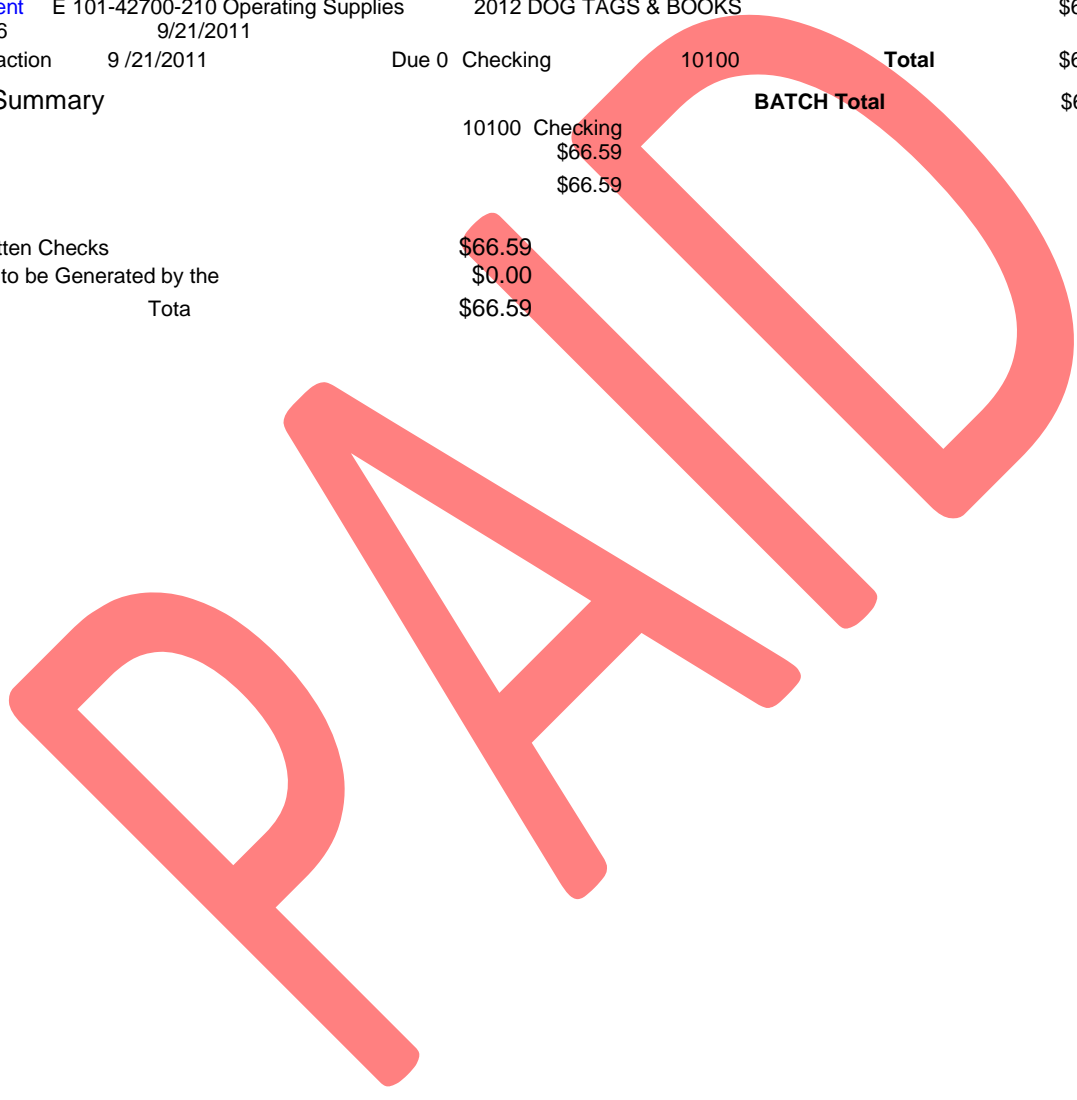 ent E 101-42700-210 Operating Supplies 2012 DOG TAGS & BOOKS $6
6 9/21/2011
action 9 /21/2011 Due 0 Checking 10100 Total $6
Summary BATCH Total $6
10100 Checking
$66.59
$66.59
tten Checks $66.59
to be Generated by the $0.00
Tota $66.59
PAID